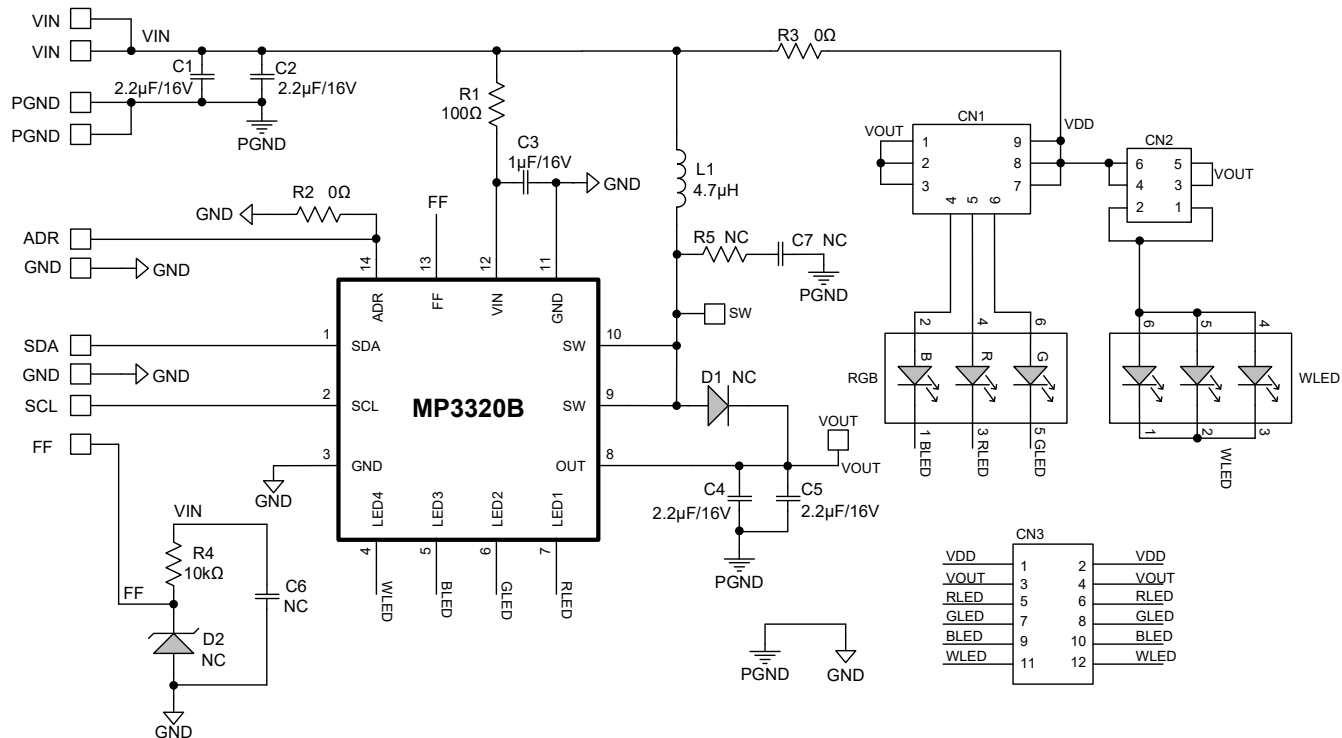 VIN
VIN
VIN
PGND
PGND
C1
2.2µF/16V
C2
2.2µF/16V
PGND
R1
100Ω
C3
1µF/16V
GND
R3 0Ω
L1
4.7µH
R2 0Ω
GND
FF
ADR
GND
GND
R5 NC
C7 NC
PGND
SW
14
13
12
11
ADR
FF
VIN
GND
SDA
GND
GND
SCL
FF
1
SDA
2
SCL
3
GND
GND
MP3320B
10
SW
9
SW
8
OUT
D1 NC
VOUT
VOUT
C4
2.2µF/16V
C5
2.2µF/16V
PGND
LED4
LED3
LED2
LED1
4
5
6
7
WLED
BLED
GLED
RLED
VIN
R4
10kΩ
FF
C6
NC
D2
NC
GND
PGND
GND
CN1
VOUT
VDD
1
2
3
9
8
7
4
5
6
CN2
6
4
2
5
3
1
VOUT
RGB
2
4
6
B
R
G
1
3
5
BLED
RLED
GLED
6
5
4
WLED
1
2
3
WLED
CN3
VDD 1 2 VDD
VOUT 3 4 VOUT
RLED 5 6 RLED
GLED 7 8 GLED
BLED 9 10 BLED
WLED 11 12 WLED